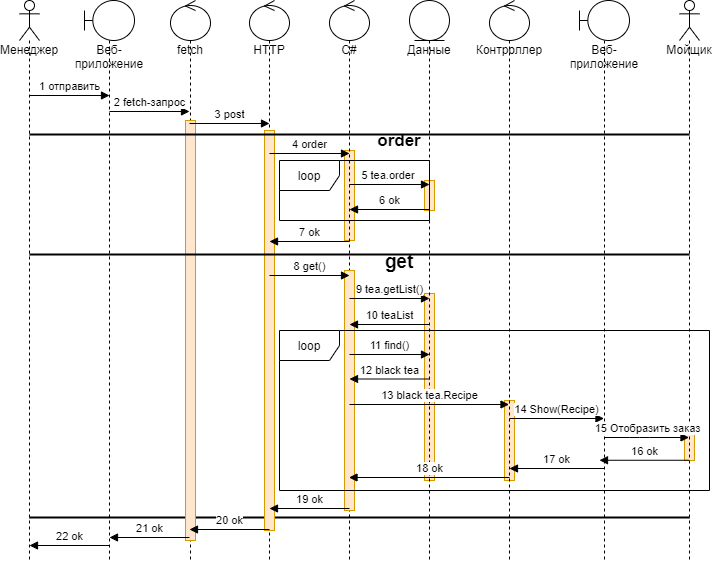 Менеджер
Веб-
приложение
fetch
HTTP
C#
Данные
Контроллер
Веб-
приложение
Мойщик
1 отправить
2 fetch-запрос
3 post
order
4 order
loop
5 tea.order
6 ok
7 ok
get
8 get()
9 tea.getList()
10 teaList
loop
11 find()
12 black tea
13 black tea.Recipe
14 Show(Recipe)
15 Отобразить заказ
16 ok
17 ok
18 ok
19 ok
20 ok
21 ok
22 ok